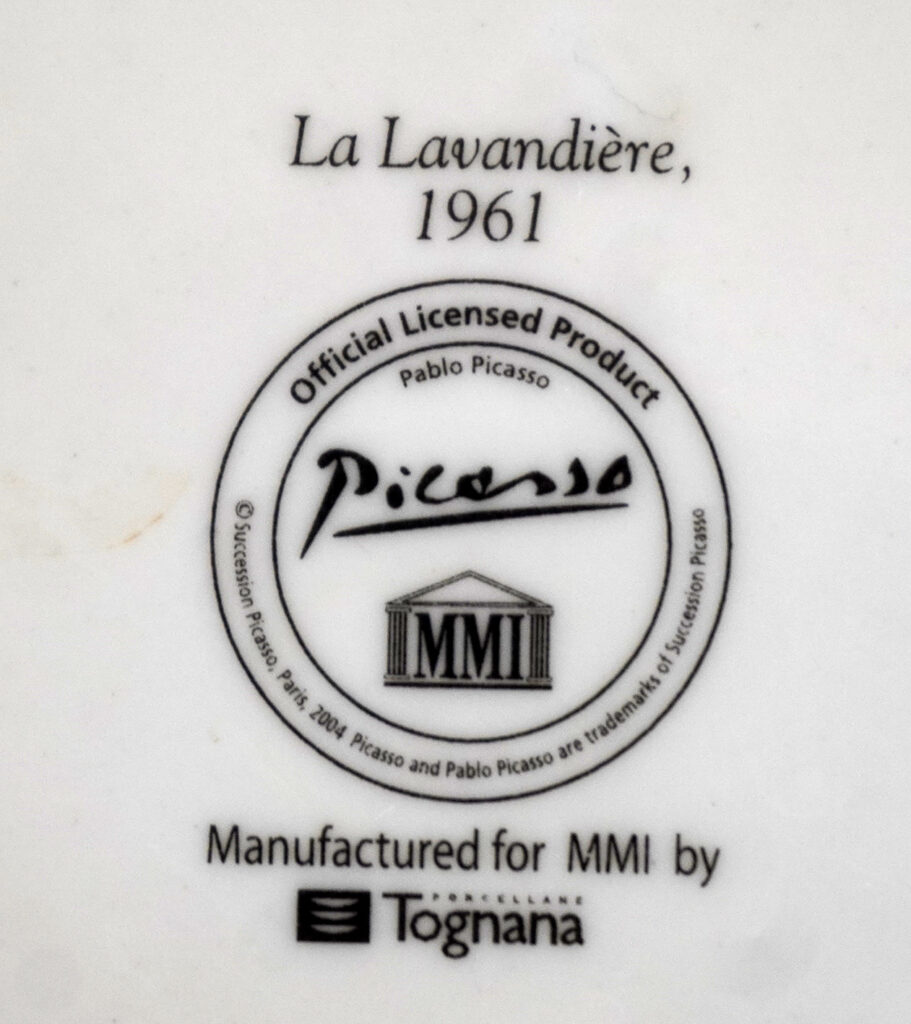 La Lavandière,
1961
Official Licensed Product
Pablo Picasso
Picasso
MMI
© Succession Picasso, Paris, 2004 Picasso and Pablo Picasso are trademarks of Succession Picasso
Manufactured for MMI by
PORCELLANE
Tognana